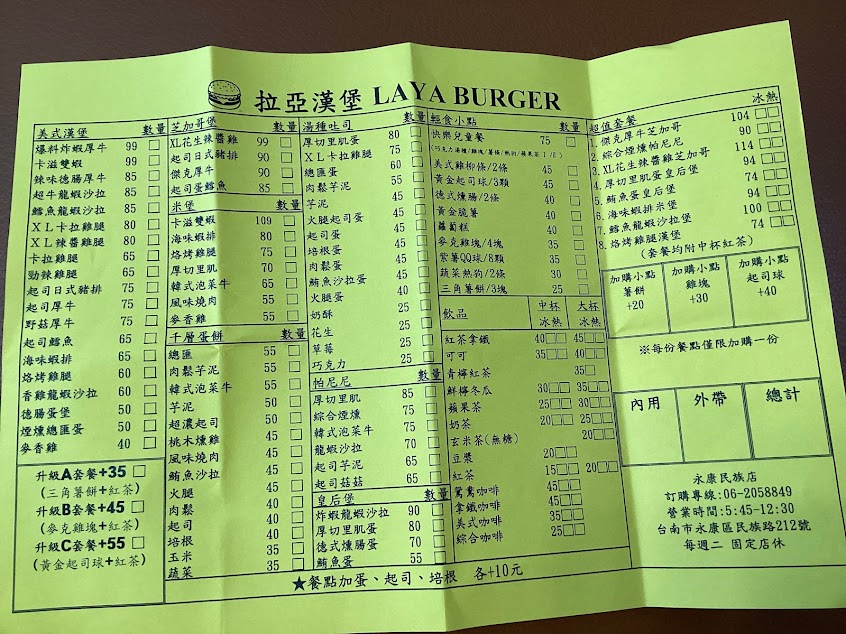 拉亞漢堡 LAYA BURGER
美式漢堡 數量
爆料炸蝦厚牛 99
卡滋雙蝦 99
辣味德腸厚牛 85
超牛龍蝦沙拉 85
鱈魚龍蝦沙拉 85
ＸＬ卡拉雞腿 80
ＸＬ辣醬雞腿 80
卡拉雞腿 65
勁辣雞腿 65
起司日式豬排 75
起司厚牛 75
野菇厚牛 75
起司鱈魚 65
海味蝦排 65
烙烤雞腿 60
香雞龍蝦沙拉 60
德腸蛋堡 50
煙燻總匯蛋 50
麥香雞 40
升級A套餐+35
(三角薯餅+紅茶)
升級B套餐+45
(麥克雞塊+紅茶)
升級C套餐+55
(黃金起司球+紅茶)
芝加哥堡 數量
XL花生辣醬雞 99
起司日式豬排 90
傑克厚牛 90
起司蛋鱈魚 85
米堡
卡滋雙蝦 109
海味蝦排 80
烙烤雞腿 75
厚切里肌 70
韓式泡菜牛 65
風味燒肉 55
麥香雞 55
千層蛋餅 數量
總匯 55
肉鬆芋泥 55
韓式泡菜牛 55
芋泥 50
超濃起司 50
桃木燻雞 45
風味燒肉 45
鮪魚沙拉 45
火腿 40
肉鬆 40
起司 40
培根 40
玉米 35
蔬菜 35
湯種吐司 數量
厚切里肌蛋 80
ＸＬ卡拉雞腿 75
總匯蛋 60
肉鬆芋泥 55
芋泥 45
火腿起司蛋 45
起司蛋 45
培根蛋 45
肉鬆蛋 45
鮪魚沙拉蛋 45
火腿蛋 40
奶酥 25
花生 25
草莓 25
巧克力 25
帕尼尼 數量
厚切里肌 85
綜合煙燻 75
韓式泡菜牛 75
龍蝦沙拉 70
起司芋泥 65
起司菇菇 65
皇后堡 數量
炸蝦龍蝦沙拉 90
厚切里肌蛋 80
德式燻腸蛋 70
鮪魚蛋 55
輕食小點 數量
快樂兒童餐 75
美式雞柳條/2條 45
黃金起司球/3顆 45
德式燻腸/2條 40
黃金脆薯 40
蘿蔔糕 40
麥克雞塊/4塊 35
紫薯QQ球/8顆 35
蔬菜熱狗/2條 30
三角薯餅/3塊 25
飲品 中杯 冰熱 大杯 冰熱
紅茶拿鐵 40 45
可可 35 40
青檸紅茶 35
鮮檸冬瓜 30 35
蘋果茶 25 30
奶茶 20 25
玄米茶(無糖) 20
豆漿 20
紅茶 15 20
鴛鴦咖啡 45
拿鐵咖啡 45
美式咖啡 35
綜合咖啡 25
超值套餐 冰熱
1. 傑克厚牛芝加哥 104
2. 綜合煙燻帕尼尼 90
3. XL花生辣醬雞芝加哥 114
4. 厚切里肌蛋皇后堡 94
5. 鮪魚蛋皇后堡 74
6. 海味蝦排米堡 94
7. 鱈魚龍蝦沙拉堡 100
8. 烙烤雞腿漢堡 74
(套餐均附中杯紅茶)
加購小點 薯餅 +20
加購小點 雞塊 +30
加購小點 起司球 +40
※每份餐點僅限加購一份
內用 外帶 總計
永康民族店
訂購專線:06-2058849
營業時間:5:45-12:30
台南市永康區民族路212號
每週二 固定店休
★餐點加蛋、起司、培根 各+10元